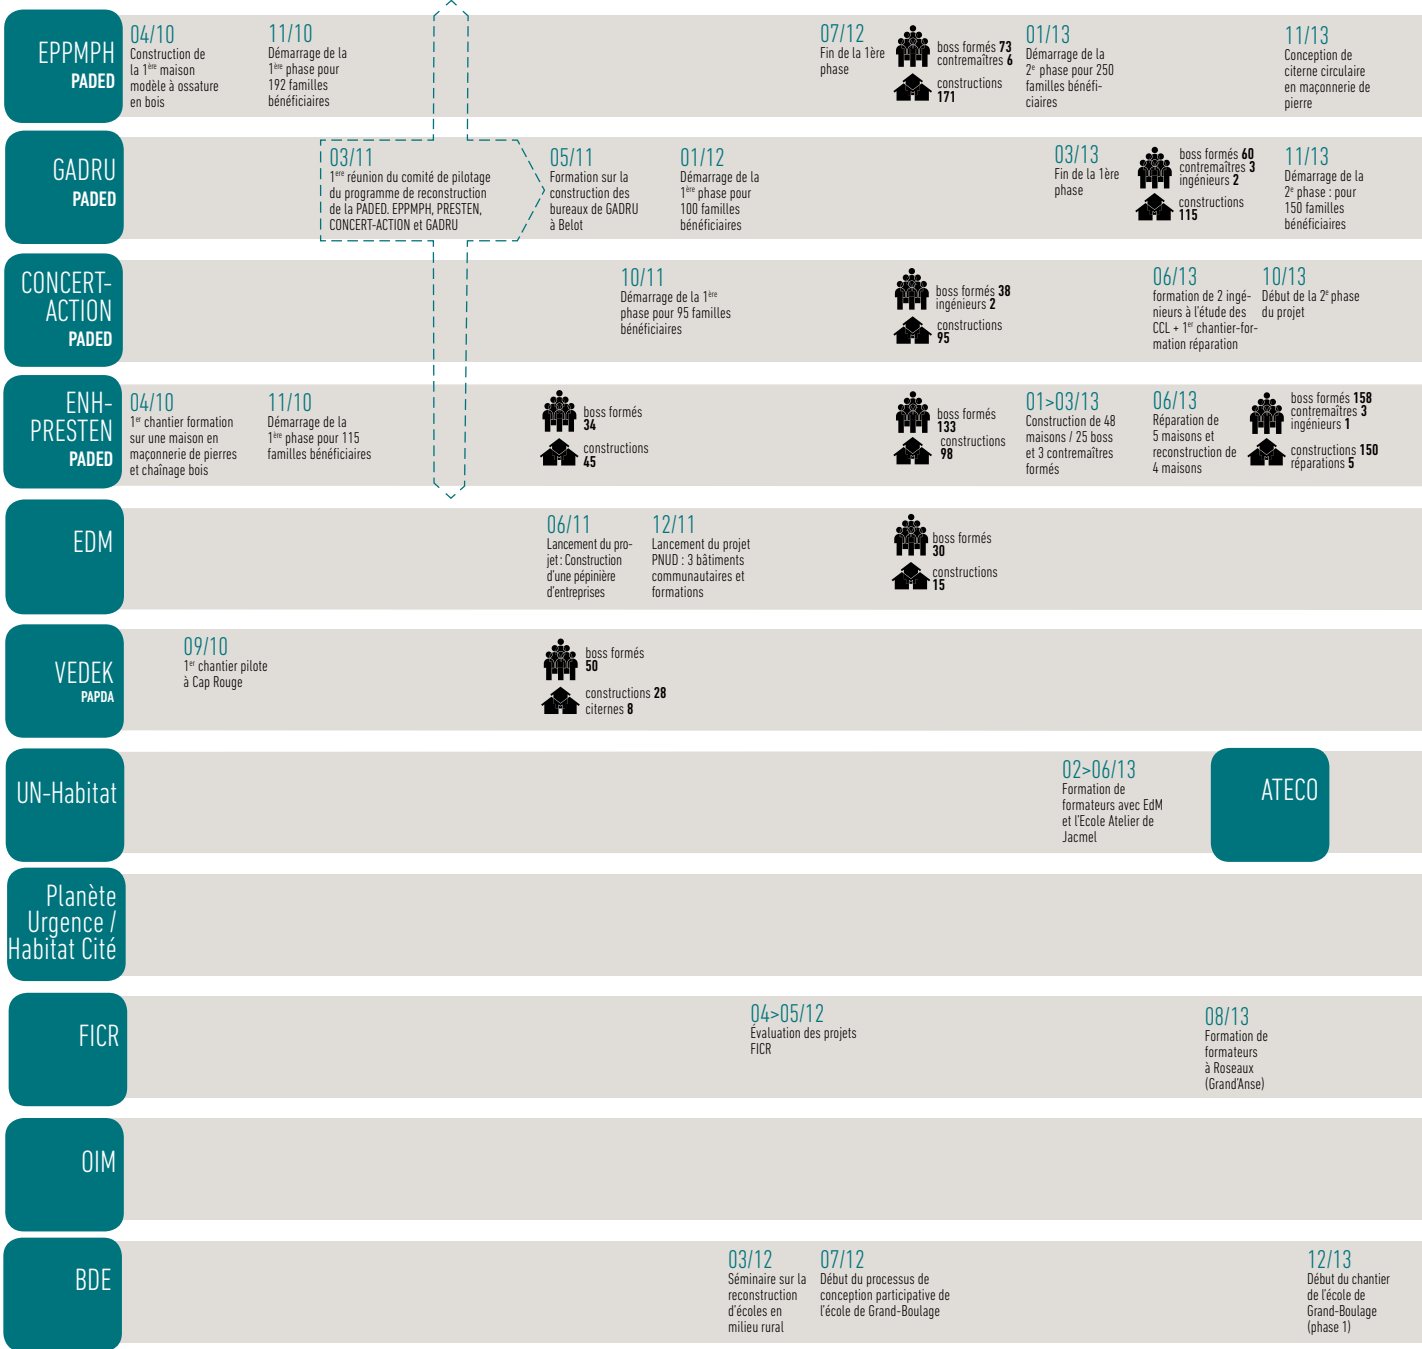 EPPMPH
PADED
04/10
Construction de
la 1ère maison
modèle à ossature
en bois
11/10
Démarrage de la
1ère phase pour
192 familles
bénéficiaires
07/12
Fin de la 1ère
phase
boss formés 73
contremaîtres 6
constructions
171
01/13
Démarrage de la
2e phase pour 250
familles bénéfi-
ciaires
11/13
Conception de
citerne circulaire
en maçonnerie de
pierre
GADRU
PADED
03/11
1ere réunion du comité de pilotage
du programme de reconstruction
de la PADED. EPPMPH, PRESTEN,
CONCERT-ACTION et GADRU
05/11
Formation sur la
construction des
bureaux de GADRU
à Belot
01/12
Démarrage de la
1ère phase pour
100 familles
bénéficiaires
03/13
Fin de la 1ère
phase
boss formés 60
contremaîtres 3
ingénieurs 2
constructions
115
11/13
Démarrage de la
2e phase : pour
150 familles
bénéficiaires
CONCERT-
ACTION
PADED
10/11
Démarrage de la 1ère
phase pour 95 familles
bénéficiaires
boss formés 38
ingénieurs 2
constructions
95
06/13
formation de 2 ingé-
nieurs à l'étude des
CCL + 1er chantier-for-
mation réparation
10/13
Début de la 2e phase
du projet
ENH-
PRESTEN
PADED
04/10
1er chantier formation
sur une maison en
maçonnerie de pierres
et chaînage bois
11/10
Démarrage de la
1ère phase pour 115
familles bénéficiaires
boss formés
34
constructions
45
boss formés
133
constructions
98
01>03/13
Construction de 48
maisons / 25 boss
et 3 contremaîtres
formés
06/13
Réparation de
5 maisons et
reconstruction de
4 maisons
boss formés 158
contremaîtres 3
ingénieurs 1
constructions 150
réparations 5
EDM
06/11
Lancement du pro-
jet : Construction
d'une pépinière
d'entreprises
12/11
Lancement du projet
PNUD : 3 bâtiments
communautaires et
formations
boss formés
30
constructions
15
VEDEK
PAPDA
09/10
1er chantier pilote
à Cap Rouge
boss formés
50
constructions 28
citernes 8
UN-Habitat
02>06/13
Formation de
formateurs avec EdM
et l'Ecole Atelier de
Jacmel
ATECO
Planète
Urgence /
Habitat Cité
FICR
04>05/12
Évaluation des projets
FICR
08/13
Formation de
formateurs
à Roseaux
(Grand'Anse)
OIM
BDE
03/12
Séminaire sur la
reconstruction
d'écoles en
milieu rural
07/12
Début du processus de
conception participative de
l'école de Grand-Boulage
12/13
Début du chantier
de l'école de
Grand-Boulage
(phase 1)